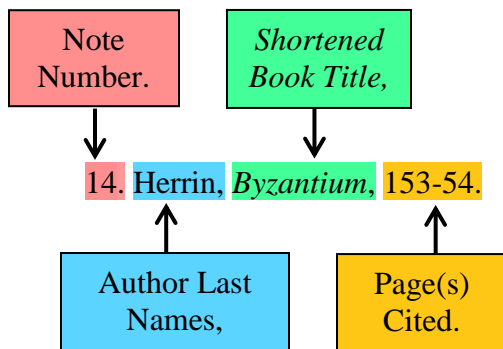 Note
Number.
Shortened
Book Title,
14. Herrin, Byzantium, 153-54.
Author Last
Names,
Page(s)
Cited.